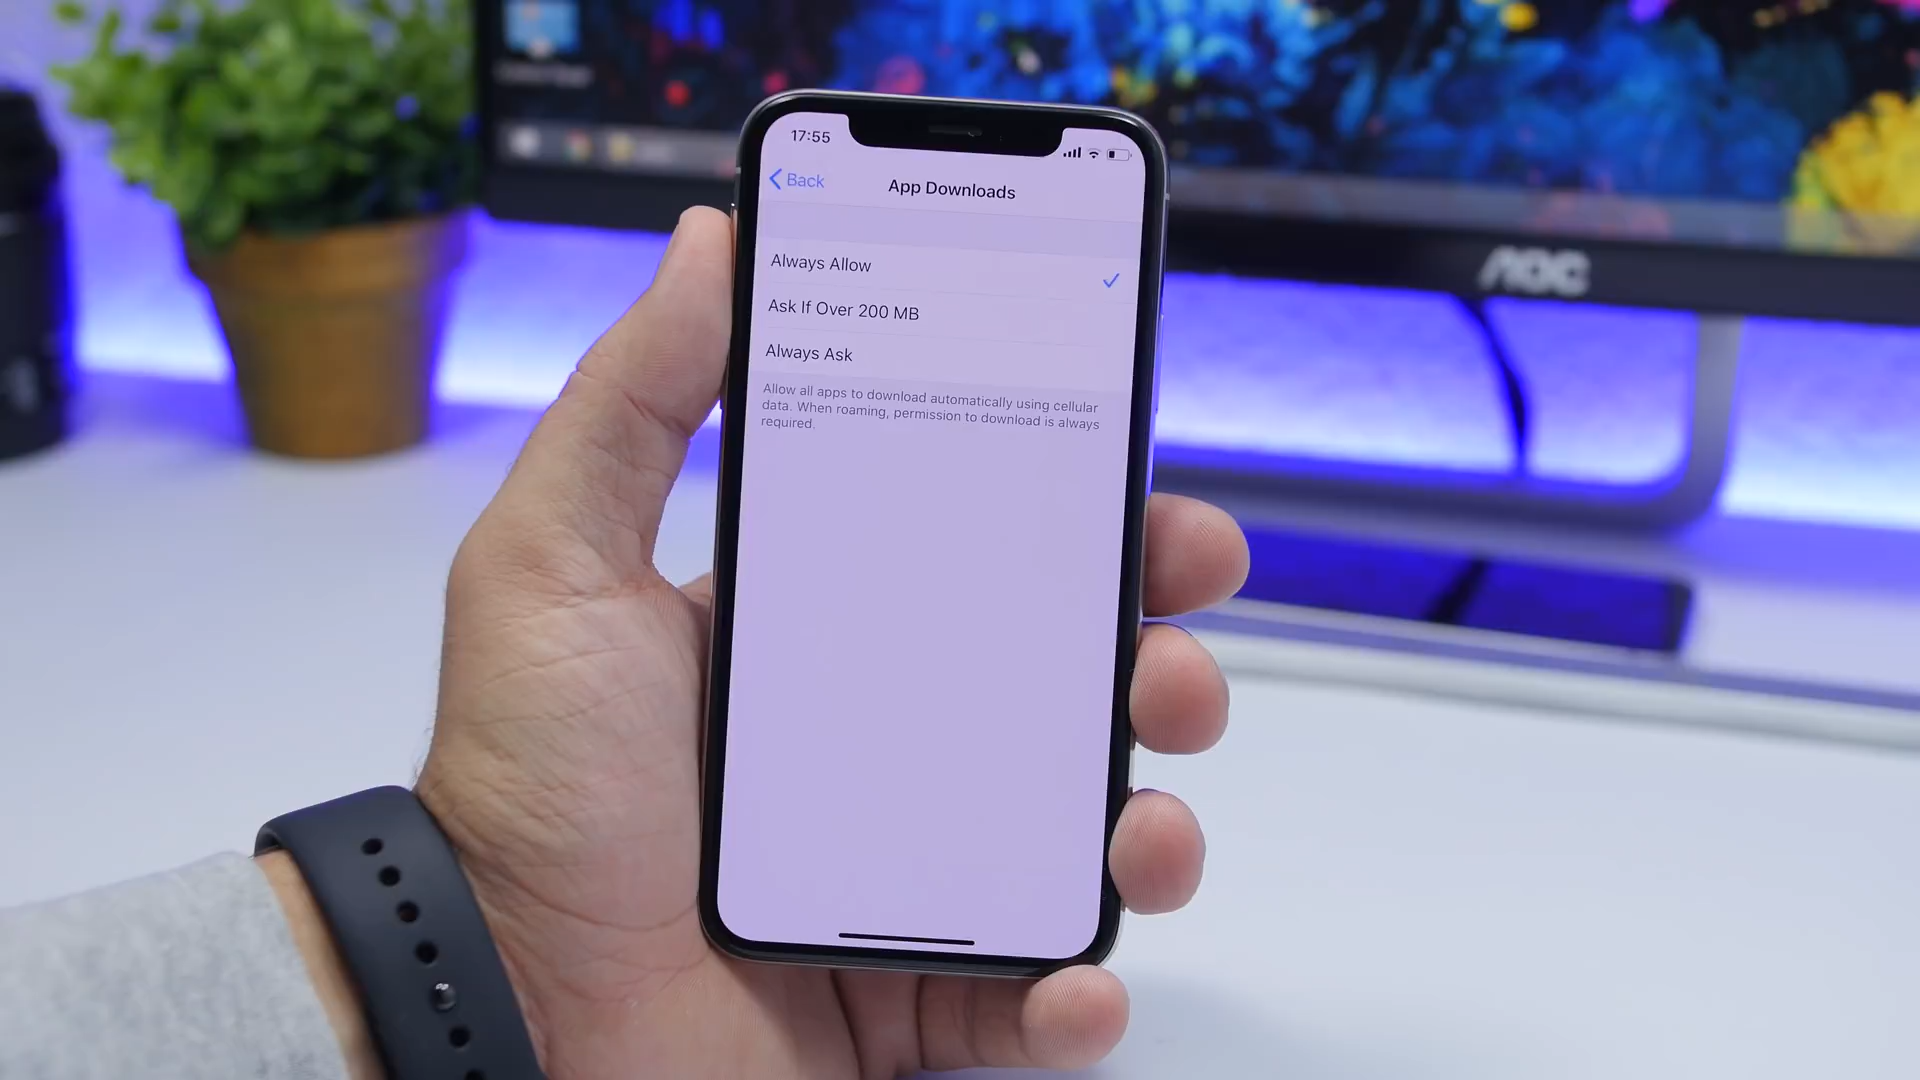 17:55
Back
App Downloads
Always Allow
Ask If Over 200 MB
Always Ask
Allow all apps to download automatically using cellular
data. When roaming, permission to download is always
required.
AOC